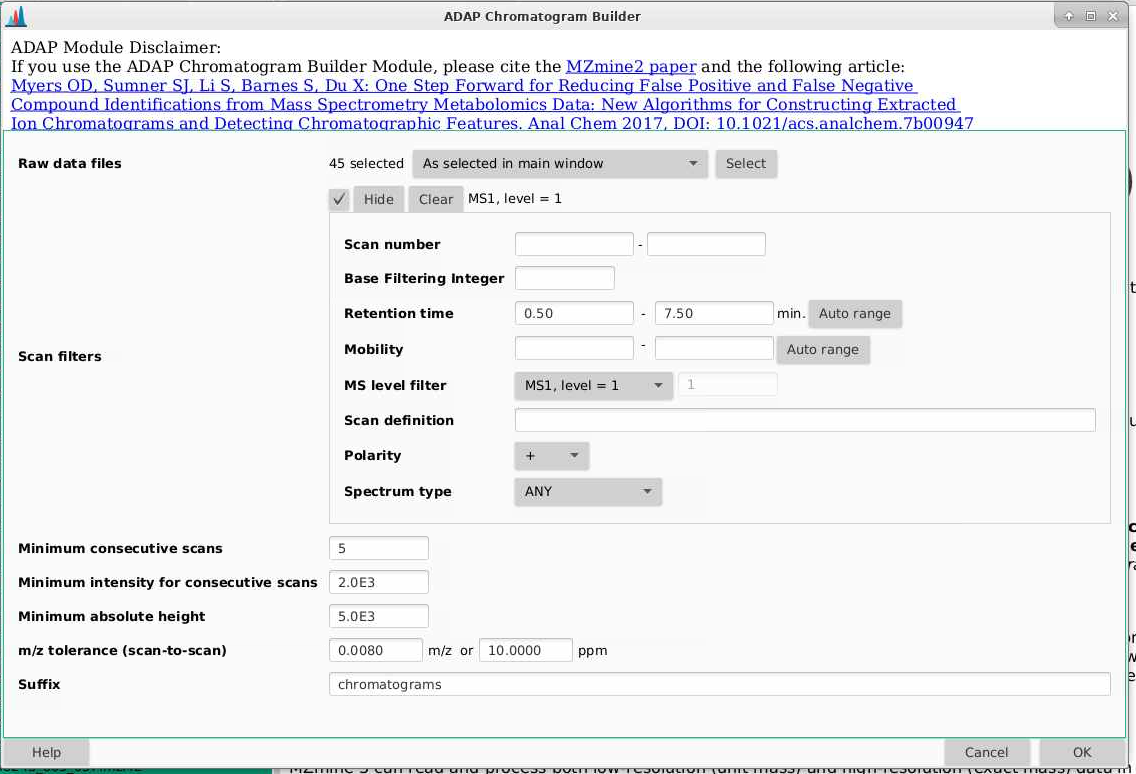 ADAP Chromatogram Builder
ADAP Module Disclaimer:
If you use the ADAP Chromatogram Builder Module, please cite the MZmine2 paper and the following article:
Myers OD, Sumner SJ, Li S, Barnes S, Du X: One Step Forward for Reducing False Positive and False Negative
Compound Identifications from Mass Spectrometry Metabolomics Data: New Algorithms for Constructing Extracted
Ion Chromatograms and Detecting Chromatographic Features. Anal Chem 2017, DOI: 10.1021/acs.analchem.7b00947
Raw data files 45 selected As selected in main window Select
Hide Clear MS1, level = 1
Scan filters
Scan number -
Base Filtering Integer
Retention time 0.50 - 7.50 min. Auto range
Mobility - Auto range
MS level filter MS1, level = 1 1
Scan definition
Polarity +
Spectrum type ANY
Minimum consecutive scans 5
Minimum intensity for consecutive scans 2.0E3
Minimum absolute height 5.0E3
m/z tolerance (scan-to-scan) 0.0080 m/z or 10.0000 ppm
Suffix chromatograms
Help Cancel OK